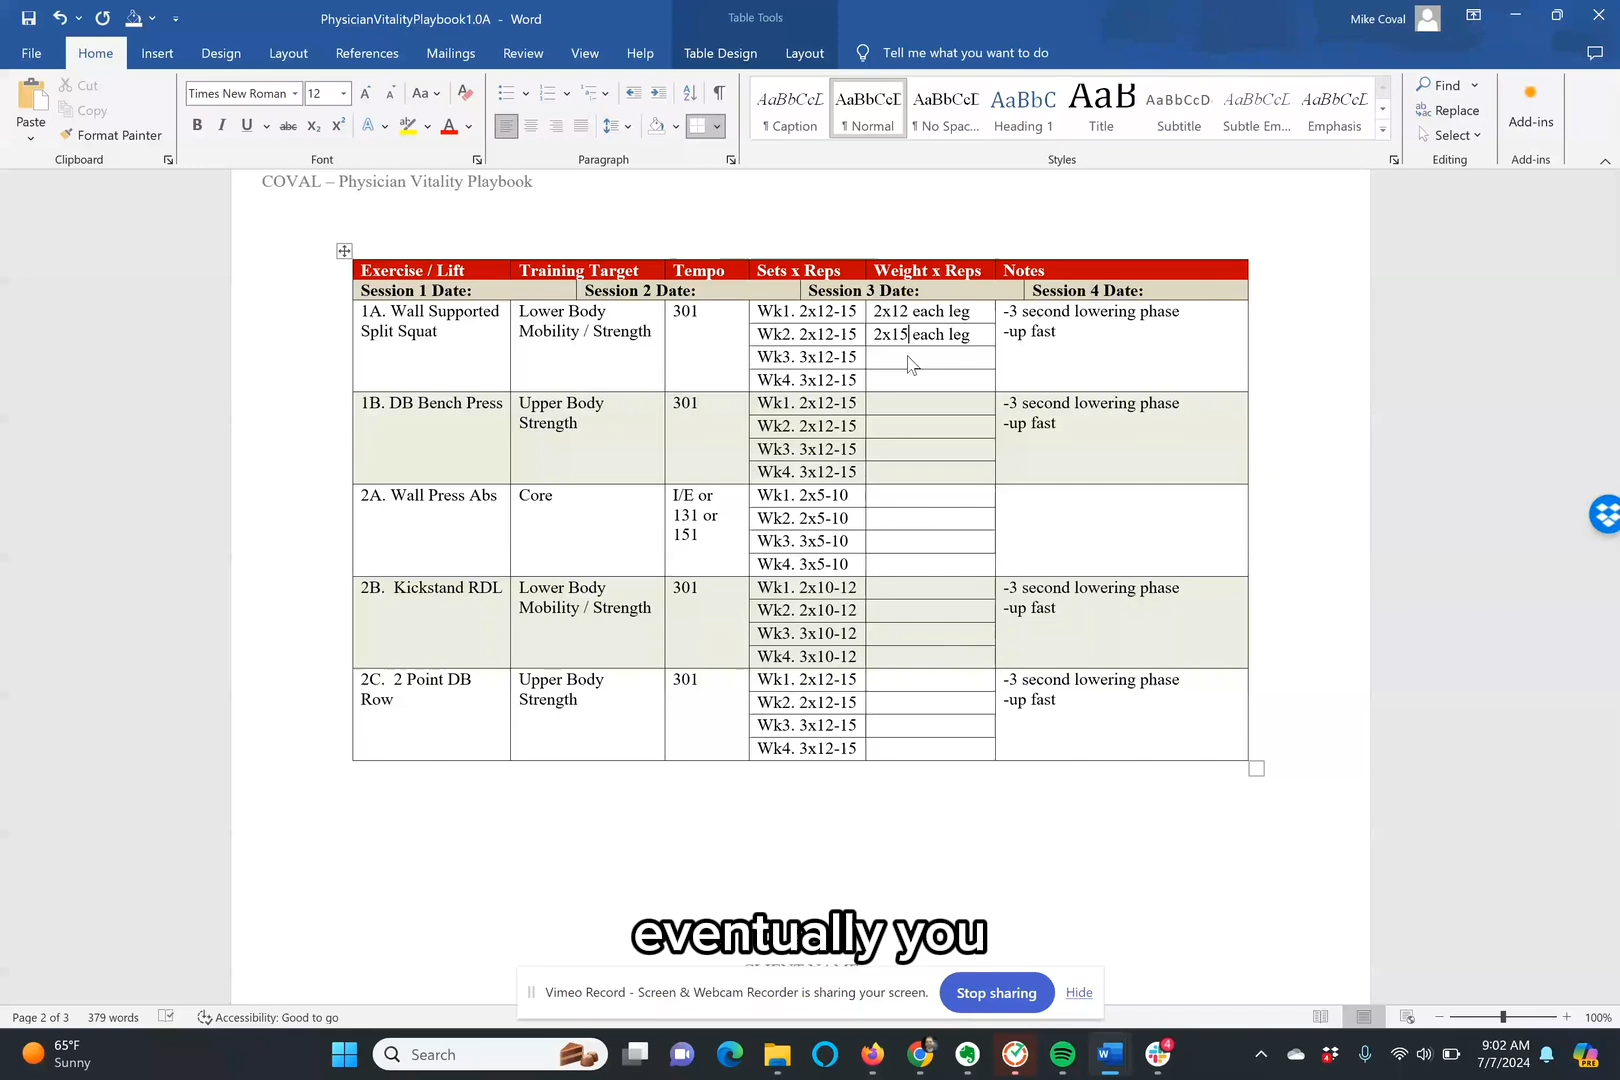 PhysicianVitalityPlaybook1.0A - Word
Table Tools
Mike Coval
File Home Insert Design Layout References Mailings Review View Help Table Design Layout Tell me what you want to do
Paste
Cut
Copy
Format Painter
Clipboard
Times New Roman 12
Font
Paragraph
AaBbCcD ¶ Caption
AaBbCcD ¶ Normal
AaBbCcD ¶ No Spac...
AaBbC Heading 1
AaB Title
AaBbCcD Subtitle
AaBbCcD Subtle Em...
AaBbCcD Emphasis
Styles
Find
Replace
Select
Editing
Add-ins
Add-ins
COVAL – Physician Vitality Playbook
Exercise / Lift Training Target Tempo Sets x Reps Weight x Reps Notes
Session 1 Date: Session 2 Date: Session 3 Date: Session 4 Date:
1A. Wall Supported Lower Body 301 Wk1. 2x12-15 2x12 each leg -3 second lowering phase
Split Squat Mobility / Strength Wk2. 2x12-15 2x15 each leg -up fast
Wk3. 3x12-15
Wk4. 3x12-15
1B. DB Bench Press Upper Body 301 Wk1. 2x12-15 -3 second lowering phase
Strength Wk2. 2x12-15 -up fast
Wk3. 3x12-15
Wk4. 3x12-15
2A. Wall Press Abs Core I/E or Wk1. 2x5-10
131 or Wk2. 2x5-10
151 Wk3. 3x5-10
Wk4. 3x5-10
2B. Kickstand RDL Lower Body 301 Wk1. 2x10-12 -3 second lowering phase
Mobility / Strength Wk2. 2x10-12 -up fast
Wk3. 3x10-12
Wk4. 3x10-12
2C. 2 Point DB Upper Body 301 Wk1. 2x12-15 -3 second lowering phase
Row Strength Wk2. 2x12-15 -up fast
Wk3. 3x12-15
Wk4. 3x12-15
eventually you
Vimeo Record - Screen & Webcam Recorder is sharing your screen. Stop sharing Hide
Page 2 of 3 379 words Accessibility: Good to go 100%
65°F
Sunny
Search
4
9:02 AM
7/7/2024
PRE